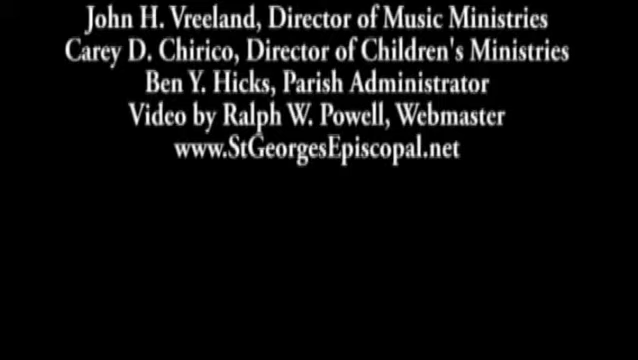 John H. Vreeland, Director of Music Ministries
Carey D. Chirico, Director of Children's Ministries
Ben Y. Hicks, Parish Administrator
Video by Ralph W. Powell, Webmaster
www.StGeorgesEpiscopal.net